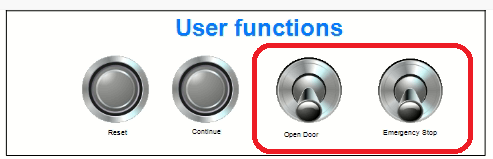 User functions
Reset
Continue
Open Door
Emergency Stop